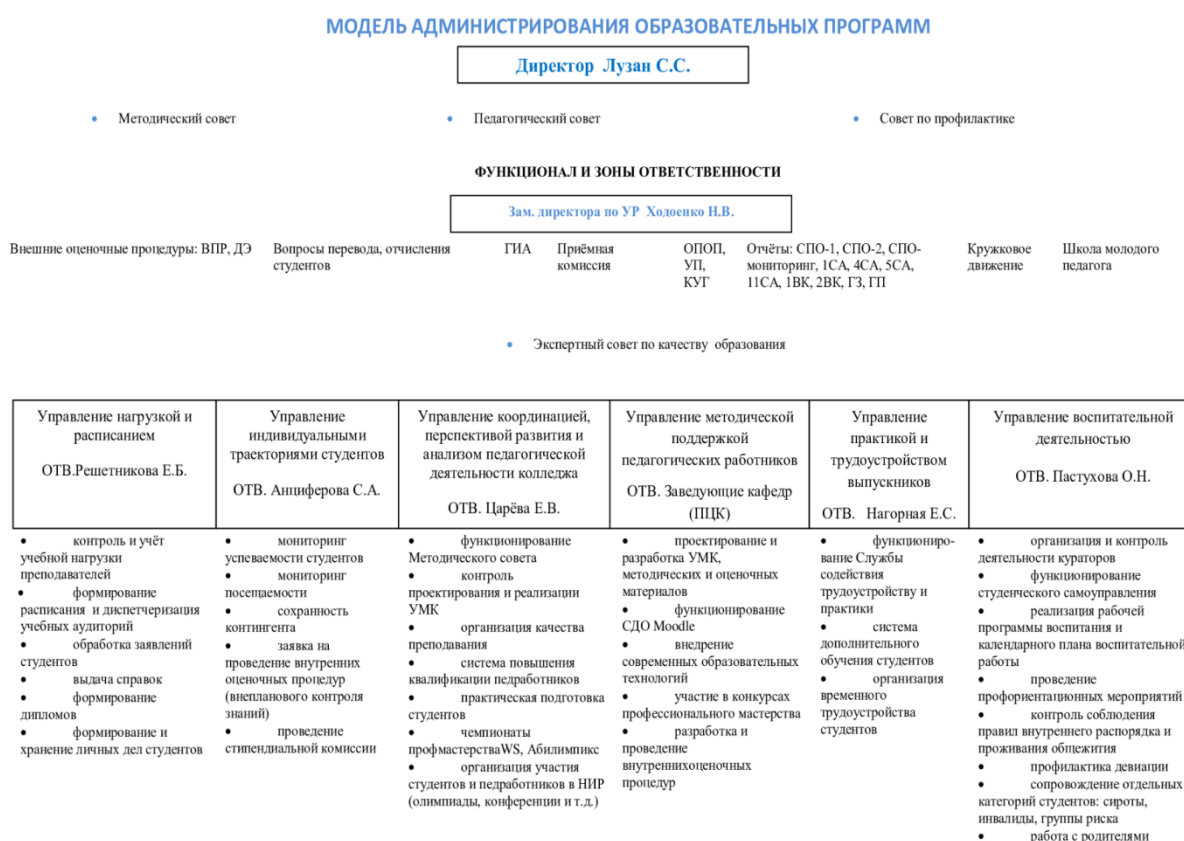 МОДЕЛЬ АДМИНИСТРИРОВАНИЯ ОБРАЗОВАТЕЛЬНЫХ ПРОГРАММ
Директор Лузан С.С.
• Методический совет
• Педагогический совет
• Совет по профилактике
ФУНКЦИОНАЛ И ЗОНЫ ОТВЕТСТВЕННОСТИ
Зам. директора по УР Ходоенко Н.В.
Внешние оценочные процедуры: ВПР, ДЭ
Вопросы перевода, отчисления
студентов
ГИА
Приёмная
комиссия
ОПОП,
УП,
КУГ
Отчёты: СПО-1, СПО-2, СПО-
мониторинг, 1СА, 4СА, 5СА,
11СА, 1ВК, 2ВК, ГЗ, ГП
Кружковое
движение
Школа молодого
педагога
• Экспертный совет по качеству образования
Управление нагрузкой и
расписанием
ОТВ.Решетникова Е.Б.
• контроль и учёт
учебной нагрузки
преподавателей
• формирование
расписания и диспетчеризация
учебных аудиторий
• обработка заявлений
студентов
• выдача справок
• формирование
дипломов
• формирование и
хранение личных дел студентов
Управление
индивидуальными
траекториями студентов
ОТВ. Анциферова С.А.
• мониторинг
успеваемости студентов
• мониторинг
посещаемости
• сохранность
контингента
• заявка на
проведение внутренних
оценочных процедур
(внепланового контроля
знаний)
• проведение
стипендиальной комиссии
Управление координацией,
перспективой развития и
анализом педагогической
деятельности колледжа
ОТВ. Царёва Е.В.
• функционирование
Методического совета
• контроль
проектирования и реализации
УМК
• организация качества
преподавания
• система повышения
квалификации педработников
• практическая подготовка
студентов
• чемпионаты
профмастерстваWS, Абилимпикс
• организация участия
студентов и педработников в НИР
(олимпиады, конференции и т.д.)
Управление методической
поддержкой
педагогических работников
ОТВ. Заведующие кафедр
(ПЦК)
• проектирование и
разработка УМК,
методических и оценочных
материалов
• функционирование
СДО Moodle
• внедрение
современных образовательных
технологий
• участие в конкурсах
профессионального мастерства
• разработка и
проведение
внутреннихоценочных
процедур
Управление
практикой и
трудоустройством
выпускников
ОТВ. Нагорная Е.С.
• функциониро-
вание Службы
содействия
трудоустройству и
практики
• система
дополнительного
обучения студентов
• организация
временного
трудоустройства
студентов
Управление воспитательной
деятельностью
ОТВ. Пастухова О.Н.
• организация и контроль
деятельности кураторов
• функционирование
студенческого самоуправления
• реализация рабочей
программы воспитания и
календарного плана воспитательной
работы
• проведение
профориентационных мероприятий
• контроль соблюдения
правил внутреннего распорядка и
проживания общежития
• профилактика девиации
• сопровождение отдельных
категорий студентов: сироты,
инвалиды, группы риска
• работа с родителями